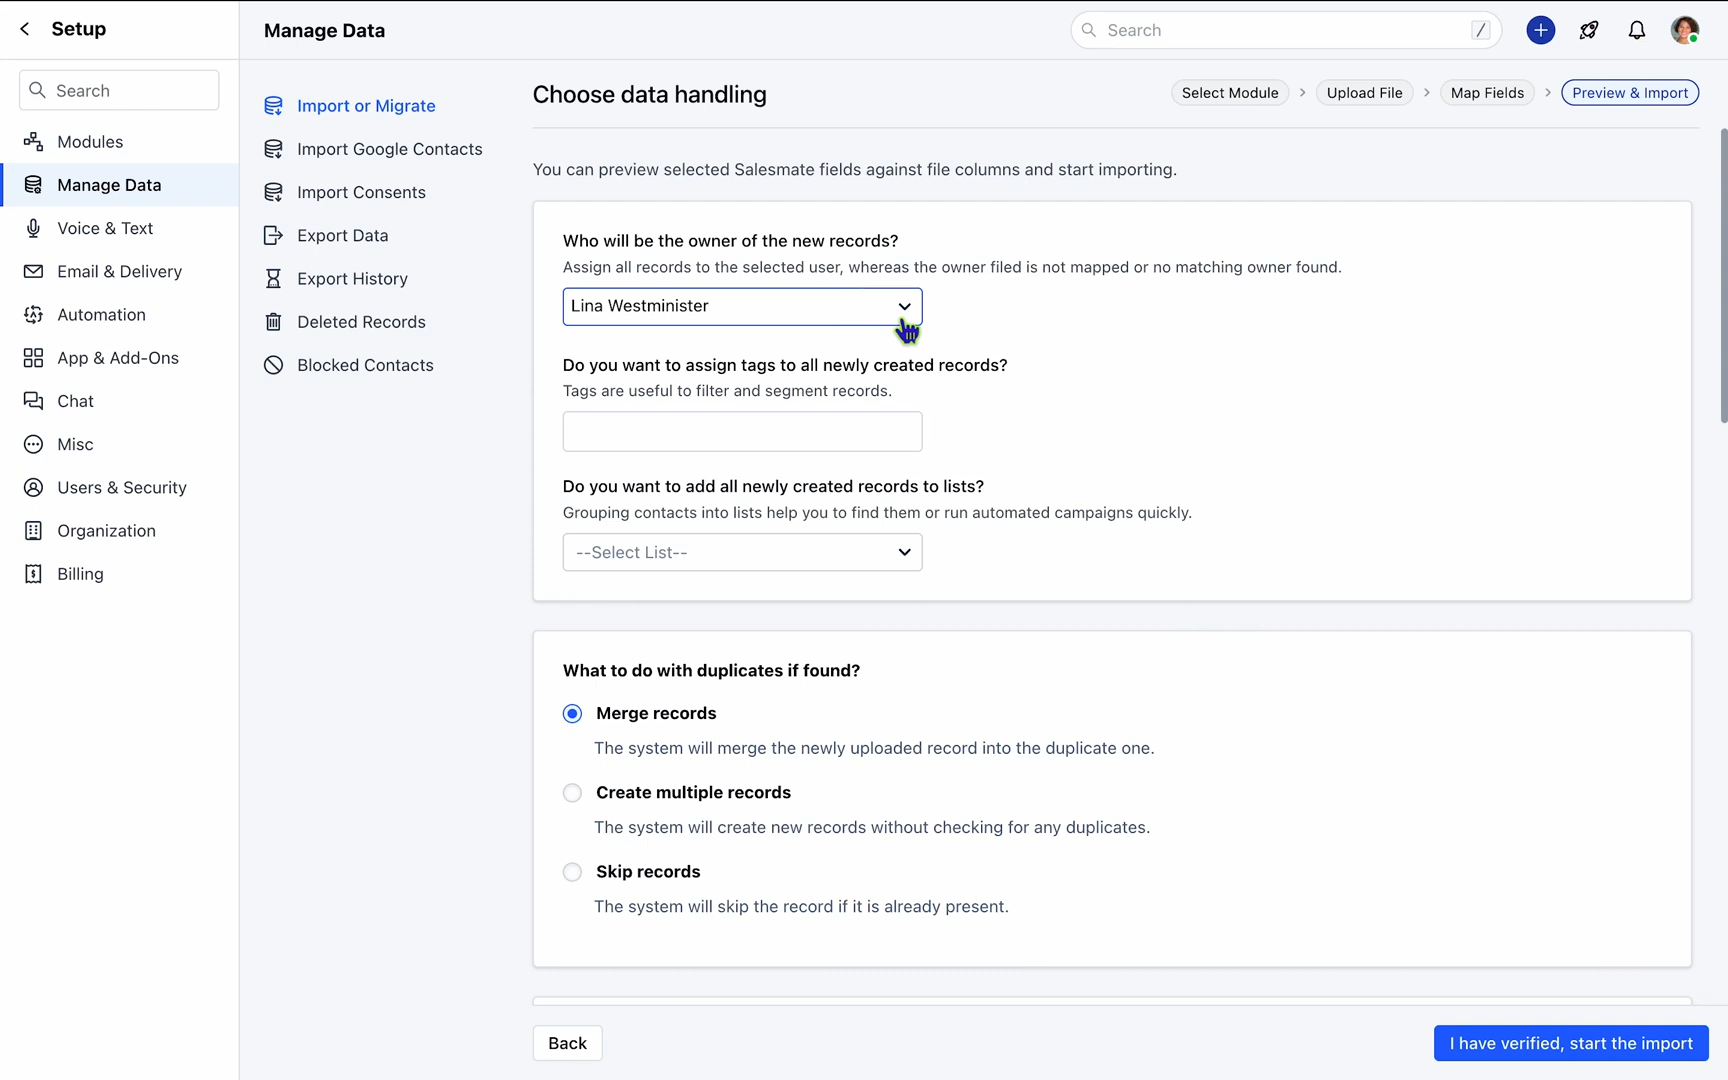 Setup
Manage Data
Search
/
Search
Modules
Manage Data
Voice & Text
Email & Delivery
Automation
App & Add-Ons
Chat
Misc
Users & Security
Organization
Billing
Import or Migrate
Import Google Contacts
Import Consents
Export Data
Export History
Deleted Records
Blocked Contacts
Choose data handling
Select Module
Upload File
Map Fields
Preview & Import
You can preview selected Salesmate fields against file columns and start importing.
Who will be the owner of the new records?
Assign all records to the selected user, whereas the owner filed is not mapped or no matching owner found.
Lina Westminister
Do you want to assign tags to all newly created records?
Tags are useful to filter and segment records.
Do you want to add all newly created records to lists?
Grouping contacts into lists help you to find them or run automated campaigns quickly.
--Select List--
What to do with duplicates if found?
Merge records
The system will merge the newly uploaded record into the duplicate one.
Create multiple records
The system will create new records without checking for any duplicates.
Skip records
The system will skip the record if it is already present.
Back
I have verified, start the import